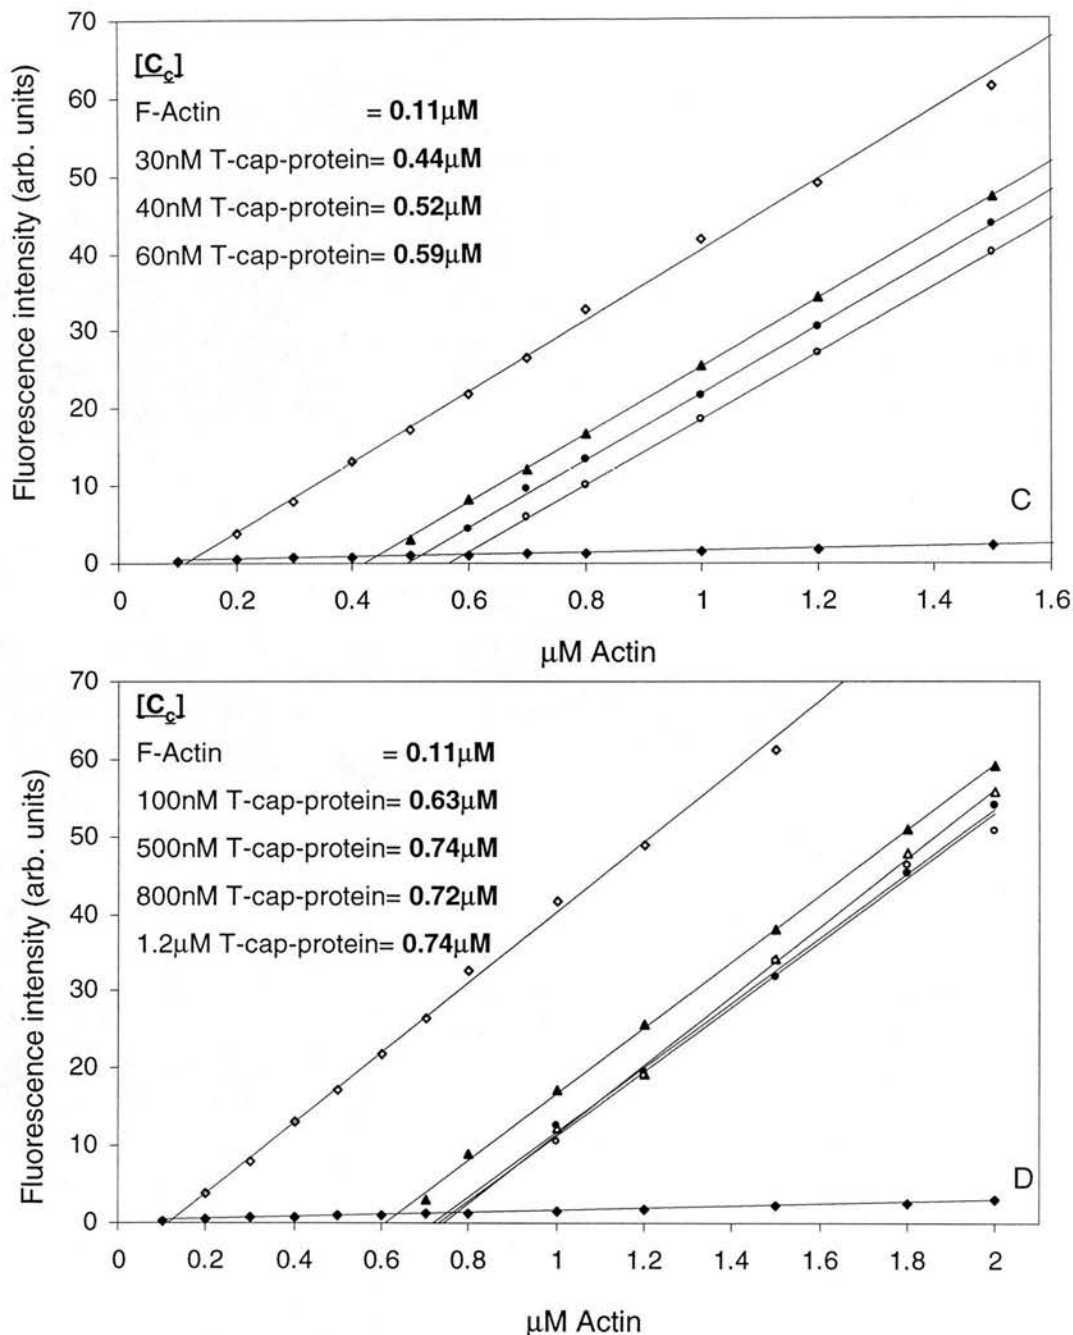 Fluorescence intensity (arb. units)
70
60
50
40
30
20
10
0
[Cc]
F-Actin = 0.11µM
30nM T-cap-protein= 0.44µM
40nM T-cap-protein= 0.52µM
60nM T-cap-protein= 0.59µM
C
0 0.2 0.4 0.6 0.8 1 1.2 1.4 1.6
µM Actin
Fluorescence intensity (arb. units)
70
60
50
40
30
20
10
0
[Cc]
F-Actin = 0.11µM
100nM T-cap-protein= 0.63µM
500nM T-cap-protein= 0.74µM
800nM T-cap-protein= 0.72µM
1.2µM T-cap-protein= 0.74µM
D
0 0.2 0.4 0.6 0.8 1 1.2 1.4 1.6 1.8 2
µM Actin